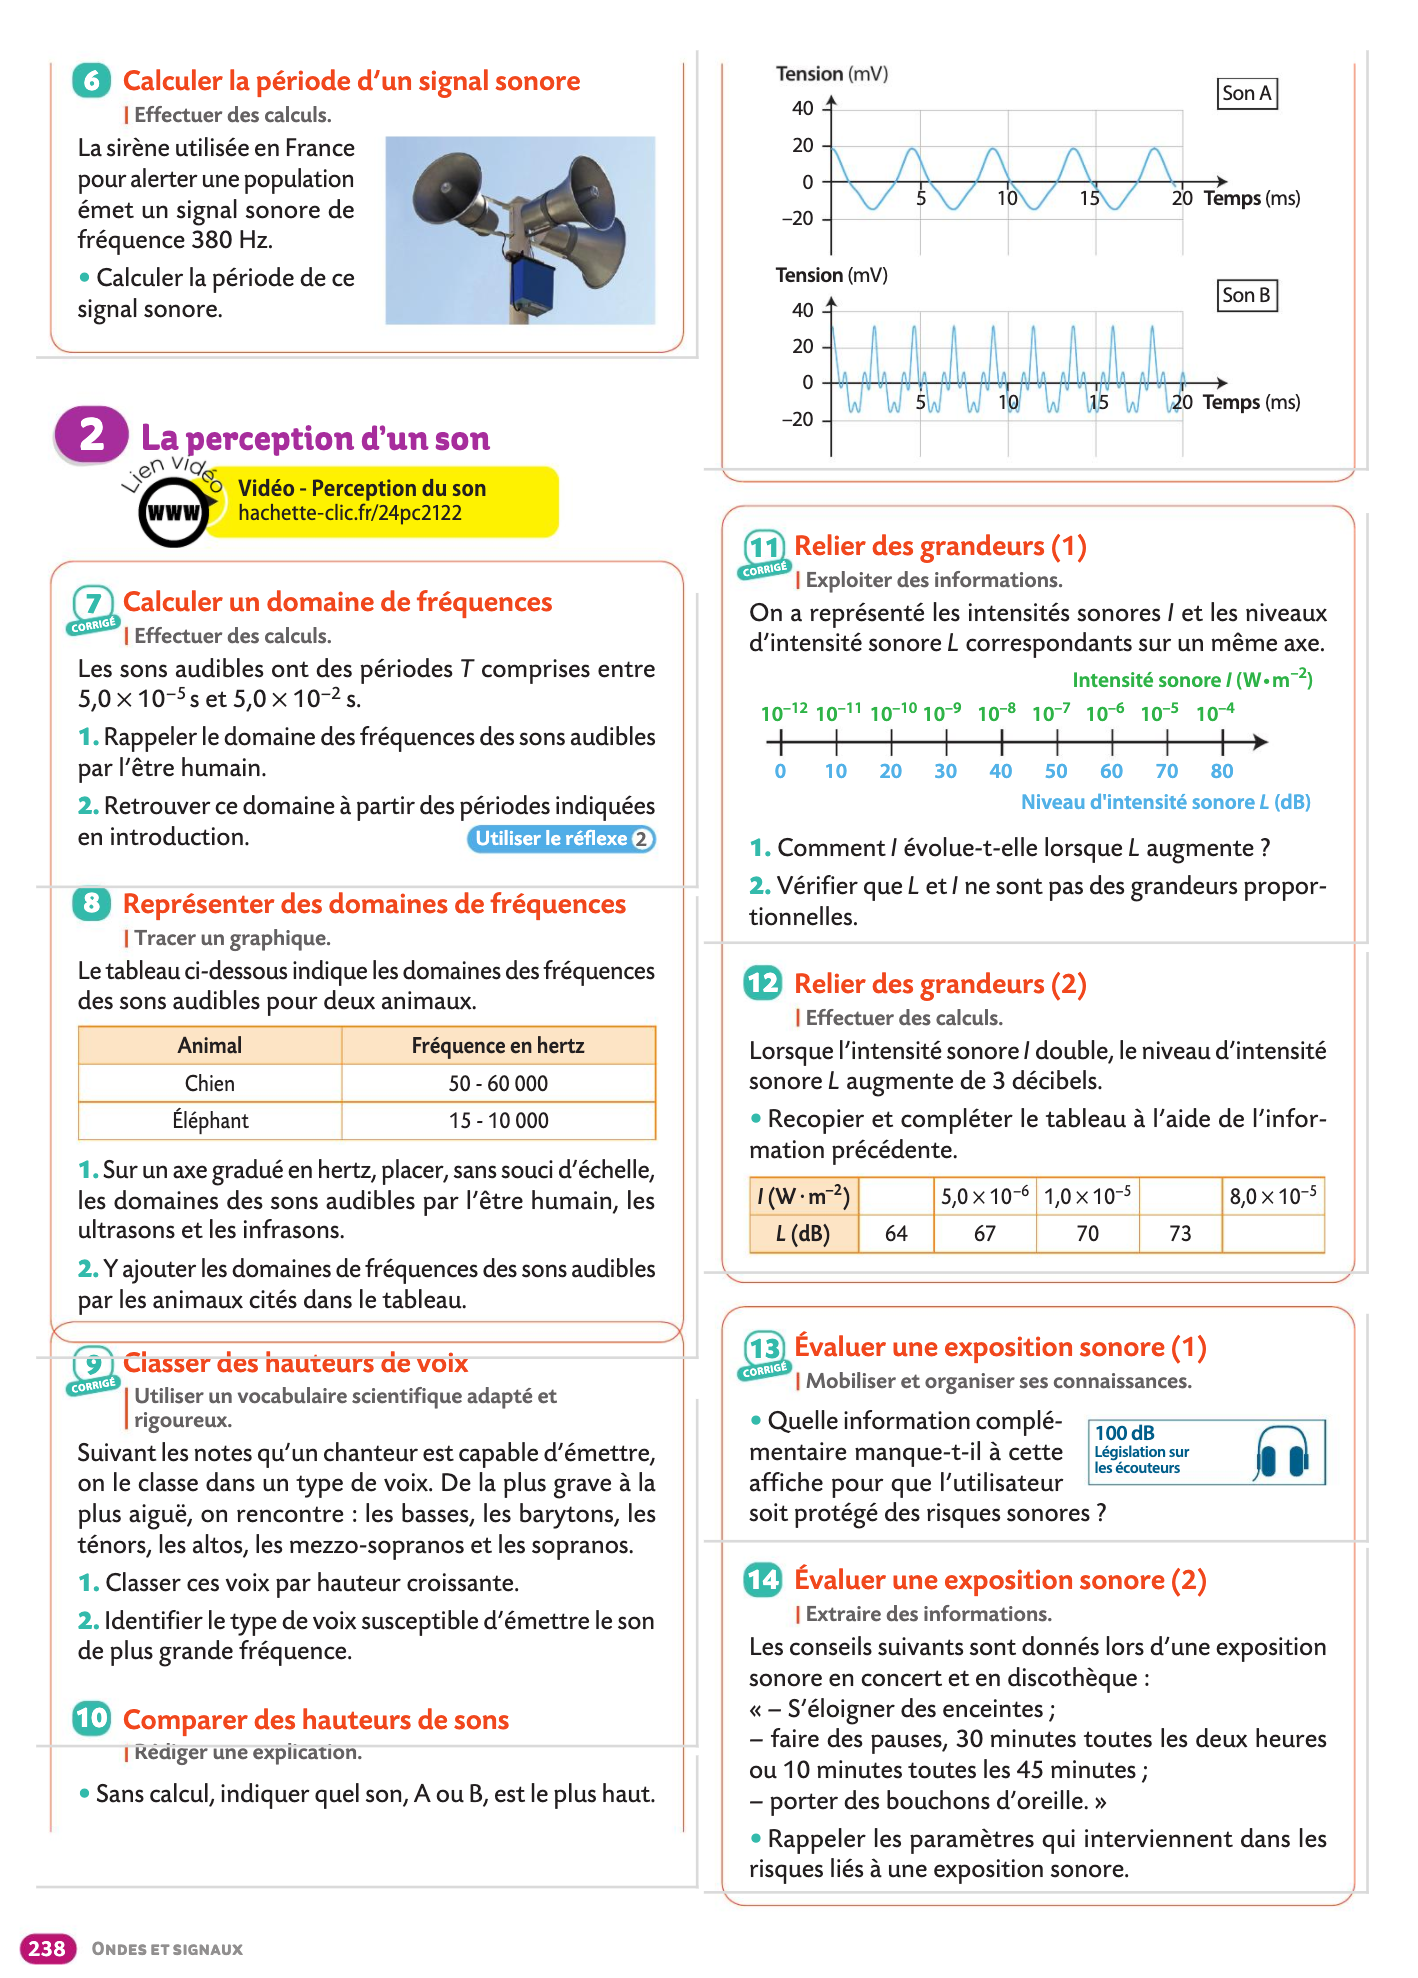 6 Calculer la période d’un signal sonore
| Effectuer des calculs.
La sirène utilisée en France
pour alerter une population
émet un signal sonore de
fréquence 380 Hz.
• Calculer la période de ce
signal sonore.
2 La perception d’un son
Lien vidéo
www
Vidéo - Perception du son
hachette-clic.fr/24pc2122
7 Calculer un domaine de fréquences
CORRIGÉ
| Effectuer des calculs.
Les sons audibles ont des périodes T comprises entre
5,0 × 10⁻⁵ s et 5,0 × 10⁻² s.
1. Rappeler le domaine des fréquences des sons audibles
par l’être humain.
2. Retrouver ce domaine à partir des périodes indiquées
en introduction. Utiliser le réflexe 2
8 Représenter des domaines de fréquences
| Tracer un graphique.
Le tableau ci-dessous indique les domaines des fréquences
des sons audibles pour deux animaux.
Animal Fréquence en hertz
Chien 50 - 60 000
Éléphant 15 - 10 000
1. Sur un axe gradué en hertz, placer, sans souci d’échelle,
les domaines des sons audibles par l’être humain, les
ultrasons et les infrasons.
2. Y ajouter les domaines de fréquences des sons audibles
par les animaux cités dans le tableau.
9 Classer des hauteurs de voix
CORRIGÉ
| Utiliser un vocabulaire scientifique adapté et
rigoureux.
Suivant les notes qu’un chanteur est capable d’émettre,
on le classe dans un type de voix. De la plus grave à la
plus aiguë, on rencontre : les basses, les barytons, les
ténors, les altos, les mezzo-sopranos et les sopranos.
1. Classer ces voix par hauteur croissante.
2. Identifier le type de voix susceptible d’émettre le son
de plus grande fréquence.
10 Comparer des hauteurs de sons
| Rédiger une explication.
• Sans calcul, indiquer quel son, A ou B, est le plus haut.
Tension (mV)
Son A
40
20
0
–20
5 10 15 20 Temps (ms)
Tension (mV)
Son B
40
20
0
–20
5 10 15 20 Temps (ms)
11 Relier des grandeurs (1)
CORRIGÉ
| Exploiter des informations.
On a représenté les intensités sonores I et les niveaux
d’intensité sonore L correspondants sur un même axe.
Intensité sonore I (W•m⁻²)
10⁻¹² 10⁻¹¹ 10⁻¹⁰ 10⁻⁹ 10⁻⁸ 10⁻⁷ 10⁻⁶ 10⁻⁵ 10⁻⁴
0 10 20 30 40 50 60 70 80
Niveau d'intensité sonore L (dB)
1. Comment I évolue-t-elle lorsque L augmente ?
2. Vérifier que L et I ne sont pas des grandeurs propor-
tionnelles.
12 Relier des grandeurs (2)
| Effectuer des calculs.
Lorsque l’intensité sonore I double, le niveau d’intensité
sonore L augmente de 3 décibels.
• Recopier et compléter le tableau à l’aide de l’infor-
mation précédente.
I (W · m⁻²) 5,0 × 10⁻⁶ 1,0 × 10⁻⁵ 8,0 × 10⁻⁵
L (dB) 64 67 70 73
13 Évaluer une exposition sonore (1)
CORRIGÉ
| Mobiliser et organiser ses connaissances.
• Quelle information complé-
mentaire manque-t-il à cette
affiche pour que l’utilisateur
soit protégé des risques sonores ?
100 dB
Législation sur
les écouteurs
14 Évaluer une exposition sonore (2)
| Extraire des informations.
Les conseils suivants sont donnés lors d’une exposition
sonore en concert et en discothèque :
« – S’éloigner des enceintes ;
– faire des pauses, 30 minutes toutes les deux heures
ou 10 minutes toutes les 45 minutes ;
– porter des bouchons d’oreille. »
• Rappeler les paramètres qui interviennent dans les
risques liés à une exposition sonore.
238 ONDES ET SIGNAUX